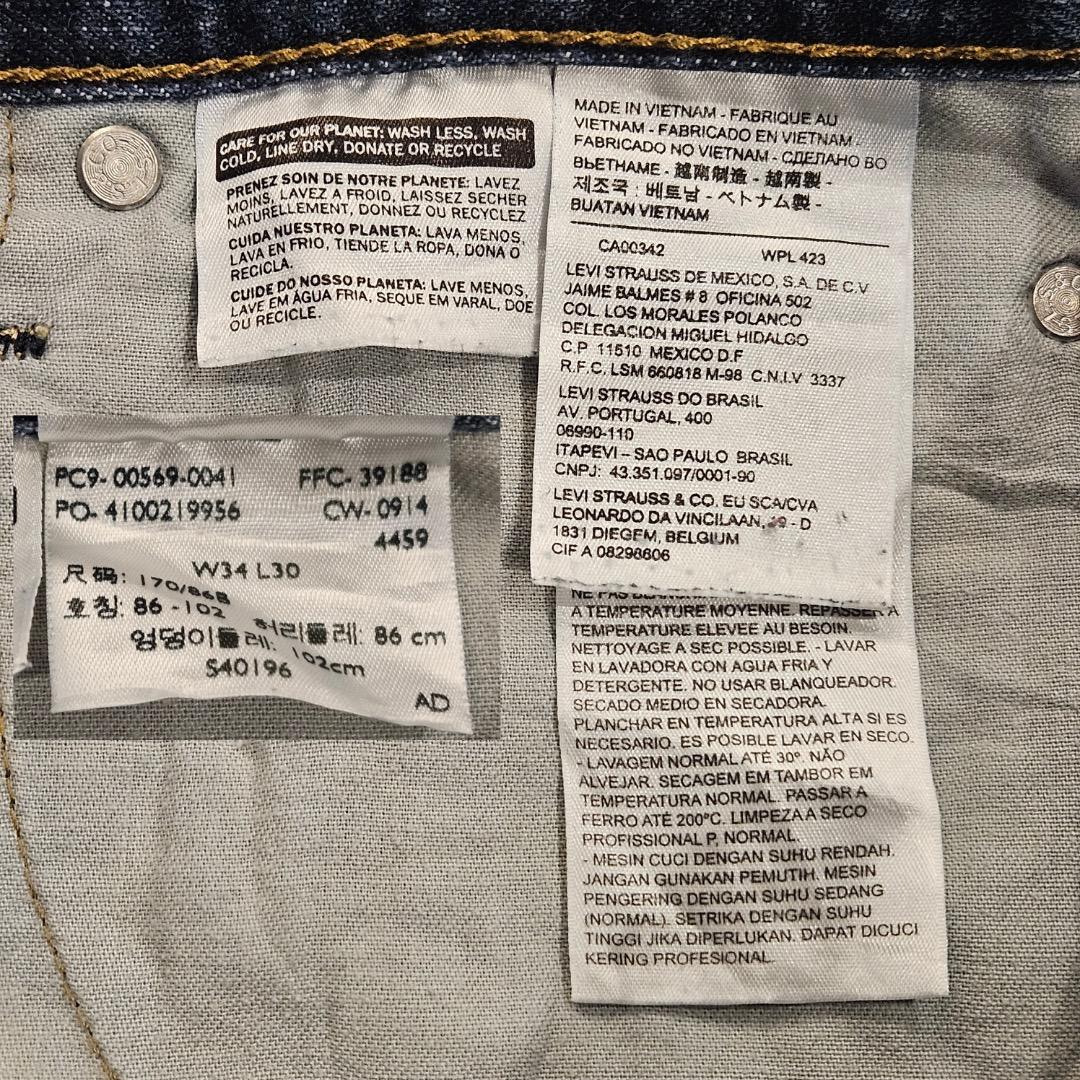 CARE FOR OUR PLANET: WASH LESS, WASH
COLD, LINE DRY, DONATE OR RECYCLE
PRENEZ SOIN DE NOTRE PLANETE: LAVEZ
MOINS, LAVEZ A FROID, LAISSEZ SECHER
NATURELLEMENT, DONNEZ OU RECYCLEZ
CUIDA NUESTRO PLANETA: LAVA MENOS,
LAVA EN FRIO, TIENDE LA ROPA, DONA O
RECICLA.
CUIDE DO NOSSO PLANETA: LAVE MENOS,
LAVE EM ÁGUA FRIA, SEQUE EM VARAL, DOE
OU RECICLE.
MADE IN VIETNAM - FABRIQUE AU
VIETNAM - FABRICADO EN VIETNAM -
FABRICADO NO VIETNAM - СДЕЛАНО ВО
ВЬЕТНАМЕ - 越南制造 - 越南製 -
제조국 : 베트남 - ベトナム製 -
BUATAN VIETNAM
CA00342 WPL 423
LEVI STRAUSS DE MEXICO, S.A. DE C.V
JAIME BALMES # 8 OFICINA 502
COL. LOS MORALES POLANCO
DELEGACION MIGUEL HIDALGO
C.P 11510 MEXICO D.F
R.F.C. LSM 660818 M-98 C.N.I.V 3337
LEVI STRAUSS DO BRASIL
AV. PORTUGAL, 400
06990-110
ITAPEVI - SAO PAULO BRASIL
CNPJ: 43.351.097/0001-90
LEVI STRAUSS & CO. EU SCA/CVA
LEONARDO DA VINCILAAN, - D
1831 DIEGEM, BELGIUM
CIF A 08298606
PC9- 00569-0041 FFC- 39188
PO- 4100219956 CW- 0914
4459
W34 L30
尺码: 170/86B
호칭: 86 -102
허리둘레: 86 cm
엉덩이둘레: 102cm
S40196
AD
NE PAS
A TEMPERATURE MOYENNE. REPASSER A
TEMPERATURE ELEVEE AU BESOIN.
NETTOYAGE A SEC POSSIBLE. - LAVAR
EN LAVADORA CON AGUA FRIA Y
DETERGENTE. NO USAR BLANQUEADOR.
SECADO MEDIO EN SECADORA.
PLANCHAR EN TEMPERATURA ALTA SI ES
NECESARIO. ES POSIBLE LAVAR EN SECO.
- LAVAGEM NORMAL ATÉ 30º. NÃO
ALVEJAR. SECAGEM EM TAMBOR EM
TEMPERATURA NORMAL. PASSAR A
FERRO ATÉ 200ºC. LIMPEZA A SECO
PROFISSIONAL P, NORMAL.
- MESIN CUCI DENGAN SUHU RENDAH.
JANGAN GUNAKAN PEMUTIH. MESIN
PENGERING DENGAN SUHU SEDANG
(NORMAL). SETRIKA DENGAN SUHU
TINGGI JIKA DIPERLUKAN. DAPAT DICUCI
KERING PROFESIONAL.